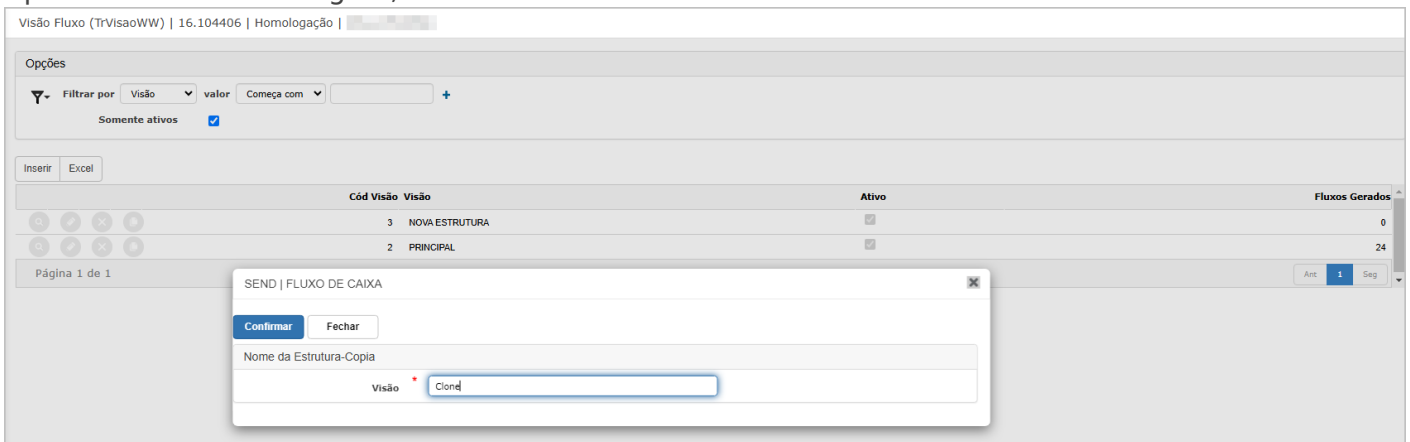 Visão Fluxo (TrVisaoWW) | 16.104406 | Homologação |
Opções
Filtrar por Visão valor Começa com +
Somente ativos
Inserir Excel
Cód Visão Visão Ativo Fluxos Gerados
3 NOVA ESTRUTURA 0
2 PRINCIPAL 24
Página 1 de 1 Ant 1 Seg
SEND | FLUXO DE CAIXA
Confirmar Fechar
Nome da Estrutura-Copia
Visão * Clone